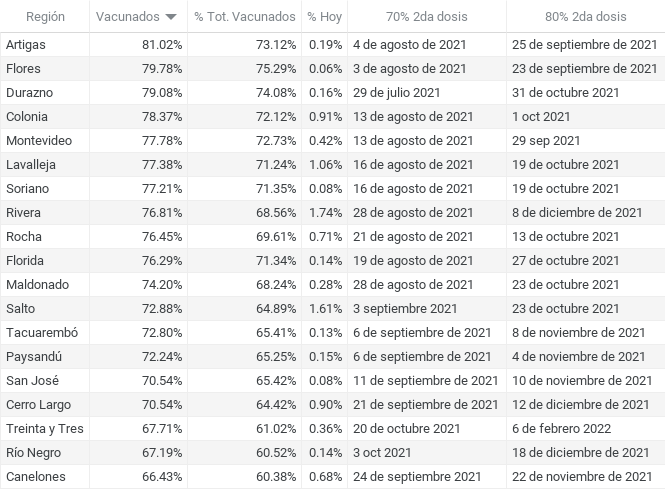 Región Vacunados % Tot. Vacunados % Hoy 70% 2da dosis 80% 2da dosis
Artigas 81.02% 73.12% 0.19% 4 de agosto de 2021 25 de septiembre de 2021
Flores 79.78% 75.29% 0.06% 3 de agosto de 2021 23 de septiembre de 2021
Durazno 79.08% 74.08% 0.16% 29 de julio 2021 31 de octubre 2021
Colonia 78.37% 72.12% 0.91% 13 de agosto de 2021 1 oct 2021
Montevideo 77.78% 72.73% 0.42% 13 de agosto de 2021 29 sep 2021
Lavalleja 77.38% 71.24% 1.06% 16 de agosto de 2021 19 de octubre 2021
Soriano 77.21% 71.35% 0.08% 16 de agosto de 2021 19 de octubre 2021
Rivera 76.81% 68.56% 1.74% 28 de agosto de 2021 8 de diciembre de 2021
Rocha 76.45% 69.61% 0.71% 21 de agosto de 2021 13 de octubre 2021
Florida 76.29% 71.34% 0.14% 19 de agosto de 2021 27 de octubre 2021
Maldonado 74.20% 68.24% 0.28% 28 de agosto de 2021 23 de octubre 2021
Salto 72.88% 64.89% 1.61% 3 septiembre 2021 23 de octubre 2021
Tacuarembó 72.80% 65.41% 0.13% 6 de septiembre de 2021 8 de noviembre de 2021
Paysandú 72.24% 65.25% 0.15% 6 de septiembre de 2021 4 de noviembre de 2021
San José 70.54% 65.42% 0.08% 11 de septiembre de 2021 10 de noviembre de 2021
Cerro Largo 70.54% 64.42% 0.90% 21 de septiembre de 2021 12 de diciembre de 2021
Treinta y Tres 67.71% 61.02% 0.36% 20 de octubre 2021 6 de febrero 2022
Río Negro 67.19% 60.52% 0.14% 3 oct 2021 18 de diciembre de 2021
Canelones 66.43% 60.38% 0.68% 24 de septiembre 2021 22 de noviembre de 2021